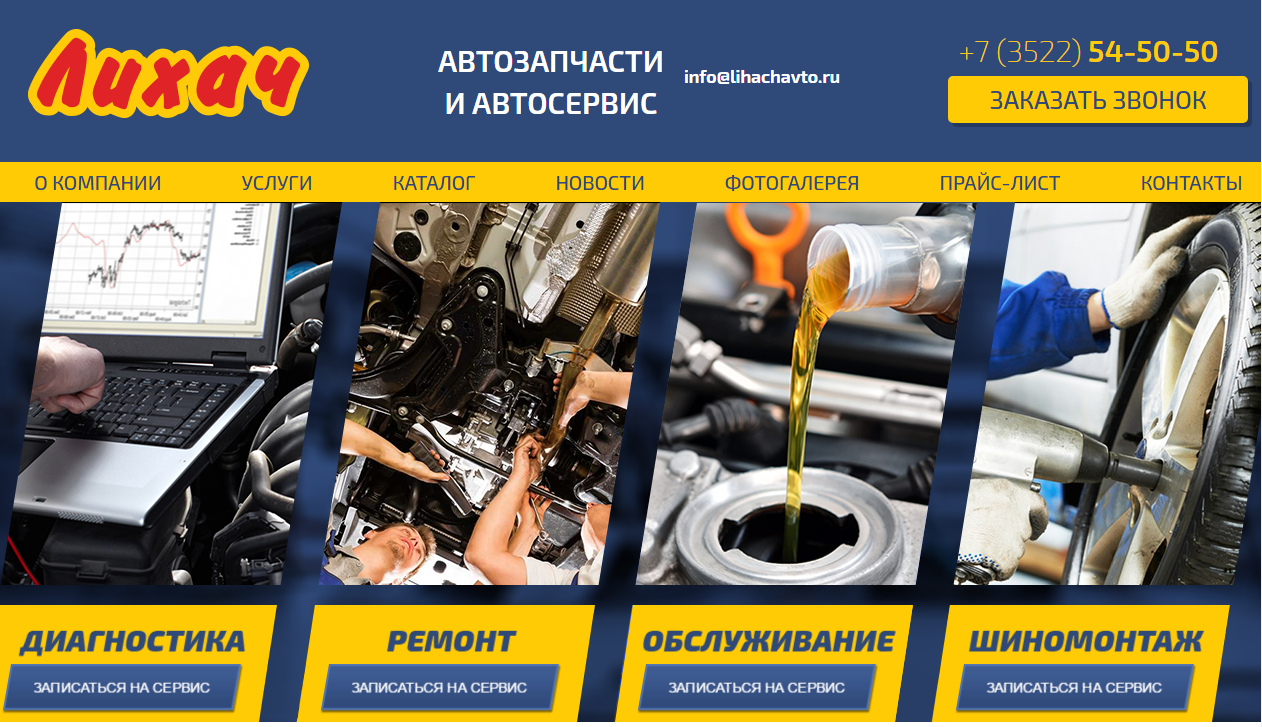 Лихач
АВТОЗАПЧАСТИ
И АВТОСЕРВИС
info@lihachavto.ru
+7 (3522) 54-50-50
ЗАКАЗАТЬ ЗВОНОК
О КОМПАНИИ УСЛУГИ КАТАЛОГ НОВОСТИ ФОТОГАЛЕРЕЯ ПРАЙС-ЛИСТ КОНТАКТЫ
ДИАГНОСТИКА РЕМОНТ ОБСЛУЖИВАНИЕ ШИНОМОНТАЖ
ЗАПИСАТЬСЯ НА СЕРВИС ЗАПИСАТЬСЯ НА СЕРВИС ЗАПИСАТЬСЯ НА СЕРВИС ЗАПИСАТЬСЯ НА СЕРВИС